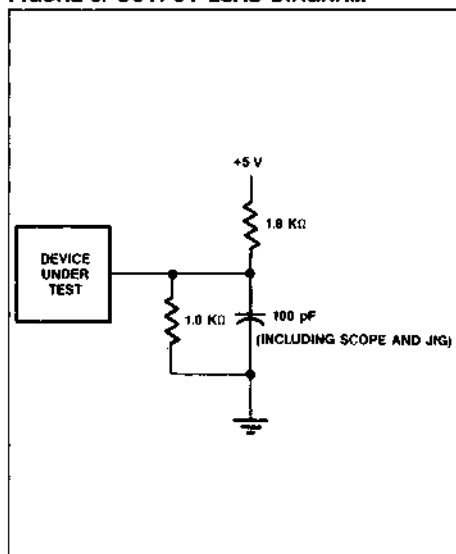 +5 V
1.8 KΩ
DEVICE
UNDER
TEST
1.0 KΩ
100 pF
(INCLUDING SCOPE AND JIG)